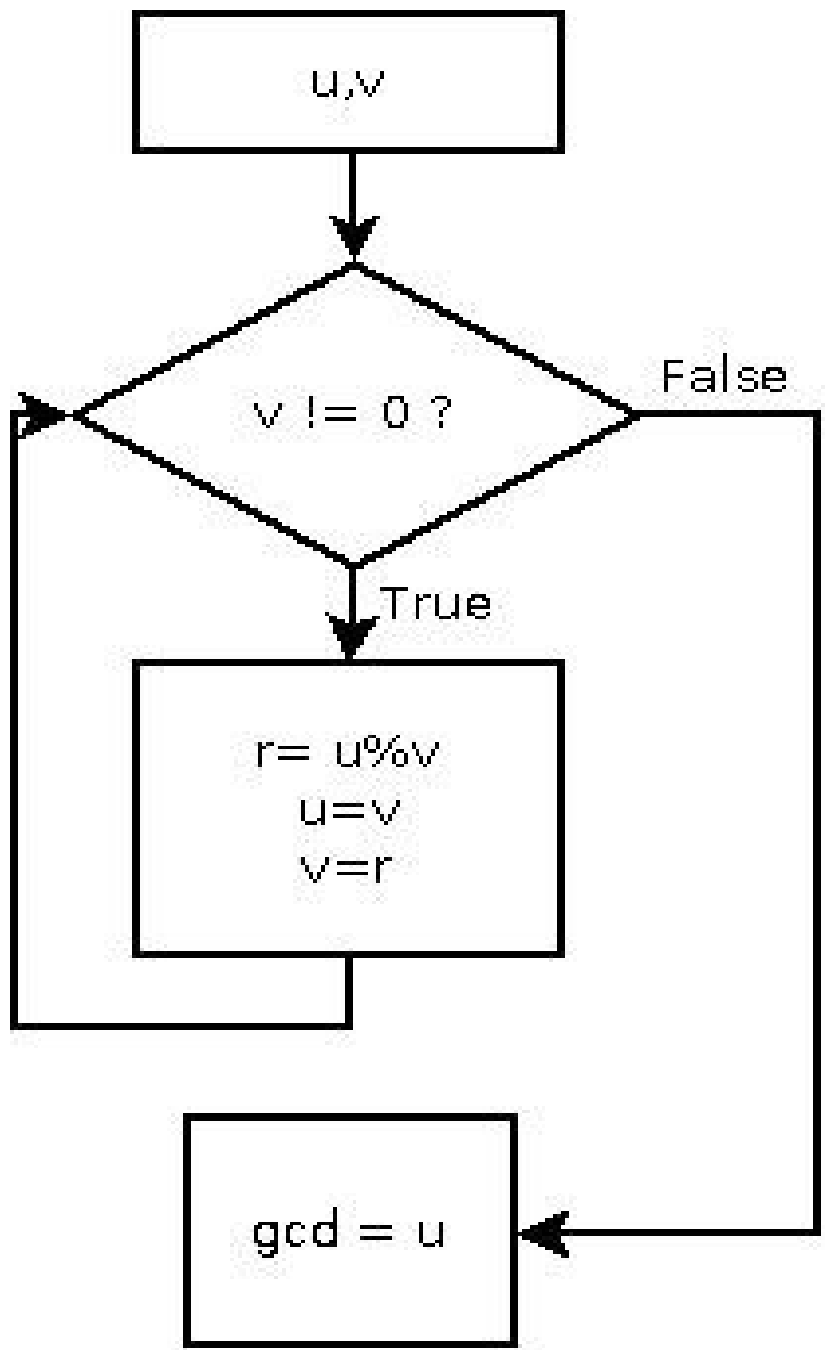 u,v
v != 0 ?
False
True
r= u%v
u=v
v=r
gcd = u